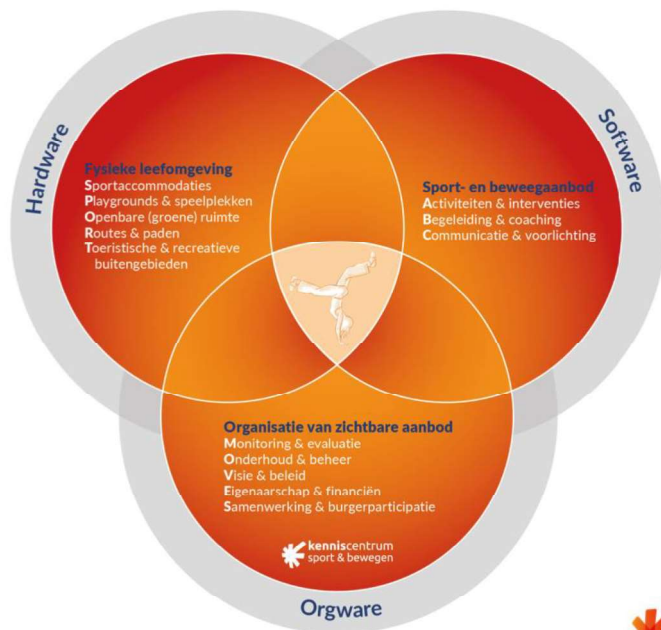 Hardware
Software
Fysieke leefomgeving
Sportaccommodaties
Playgrounds & speelplekken
Openbare (groene) ruimte
Routes & paden
Toeristische & recreatieve
buitengebieden
Sport- en beweegaanbod
Activiteiten & interventies
Begeleiding & coaching
Communicatie & voorlichting
Organisatie van zichtbare aanbod
Monitoring & evaluatie
Onderhoud & beheer
Visie & beleid
Eigenaarschap & financiën
Samenwerking & burgerparticipatie
kenniscentrum
sport & bewegen
Orgware